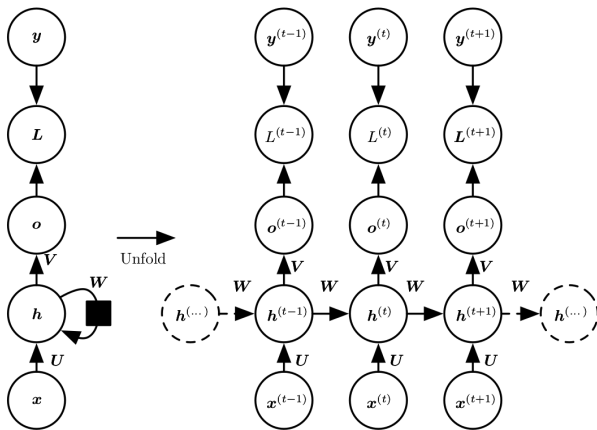 y y^(t−1) y^(t) y^(t+1)
L L^(t−1) L^(t) L^(t+1)
o o^(t−1) o^(t) o^(t+1)
Unfold
V V V V
W W W W W
h h^(...) h^(t−1) h^(t) h^(t+1) h^(...)
U U U U
x x^(t−1) x^(t) x^(t+1)